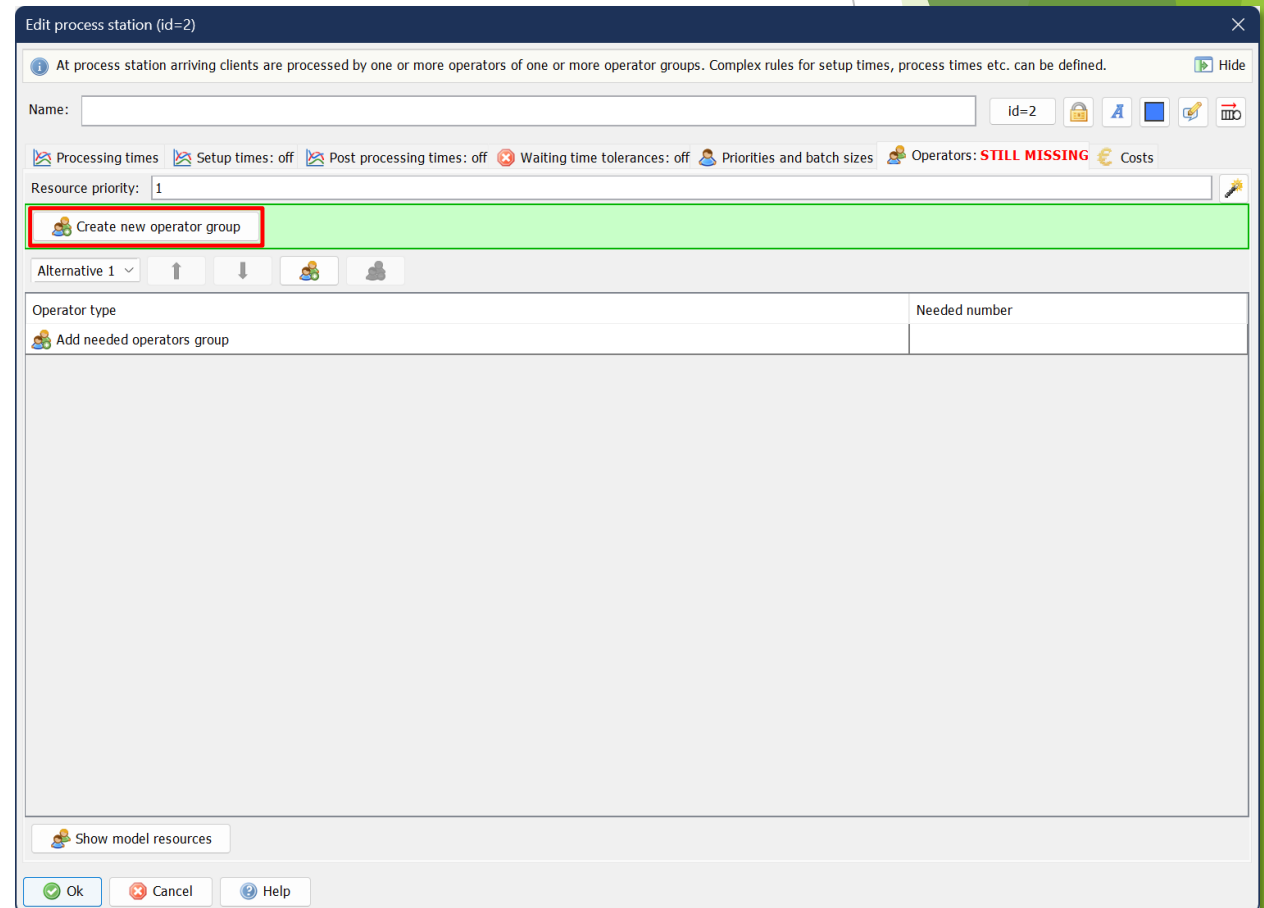 Edit process station (id=2)
At process station arriving clients are processed by one or more operators of one or more operator groups. Complex rules for setup times, process times etc. can be defined. Hide
Name: id=2 A
Processing times Setup times: off Post processing times: off Waiting time tolerances: off Priorities and batch sizes Operators: STILL MISSING Costs
Resource priority: 1
Create new operator group
Alternative 1
Operator type Needed number
Add needed operators group
Show model resources
Ok Cancel Help